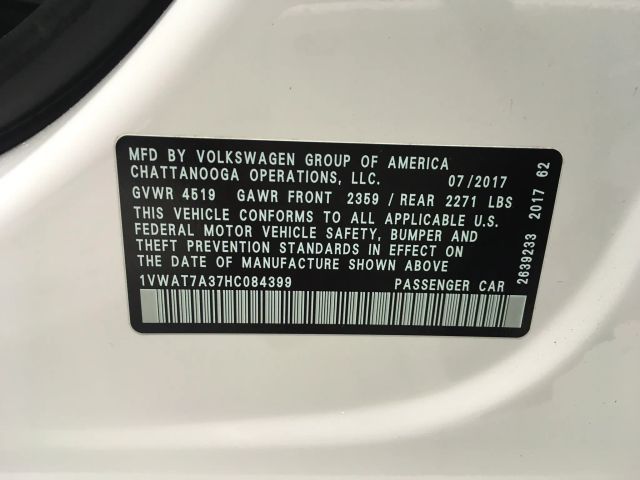 MFD BY VOLKSWAGEN GROUP OF AMERICA
CHATTANOOGA OPERATIONS, LLC. 07/2017
GVWR 4519 GAWR FRONT 2359 / REAR 2271 LBS
THIS VEHICLE CONFORMS TO ALL APPLICABLE U.S.
FEDERAL MOTOR VEHICLE SAFETY, BUMPER AND
THEFT PREVENTION STANDARDS IN EFFECT ON
THE DATE OF MANUFACTURE SHOWN ABOVE
1VWAT7A37HC084399 PASSENGER CAR
2639233 2017 62